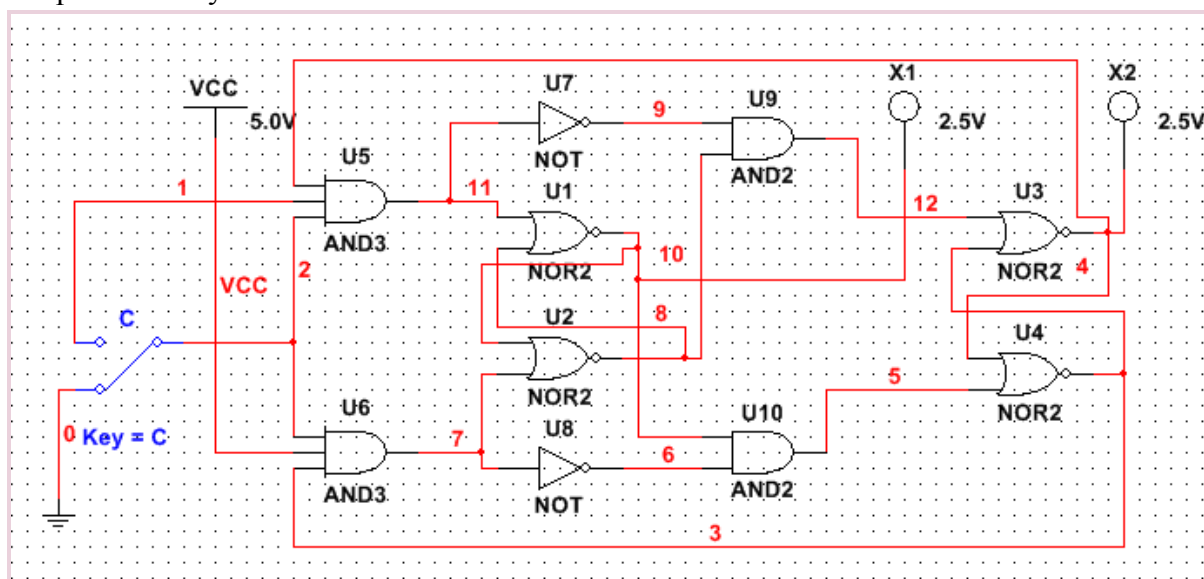 VCC
5.0V
U7
9
NOT
U9
AND2
X1
2.5V
X2
2.5V
U5
1
AND3
11
U1
NOR2
10
12
U3
NOR2
4
2
VCC
C
8
U2
NOR2
U4
NOR2
5
0
Key = C
U6
AND3
7
U8
NOT
6
U10
AND2
3